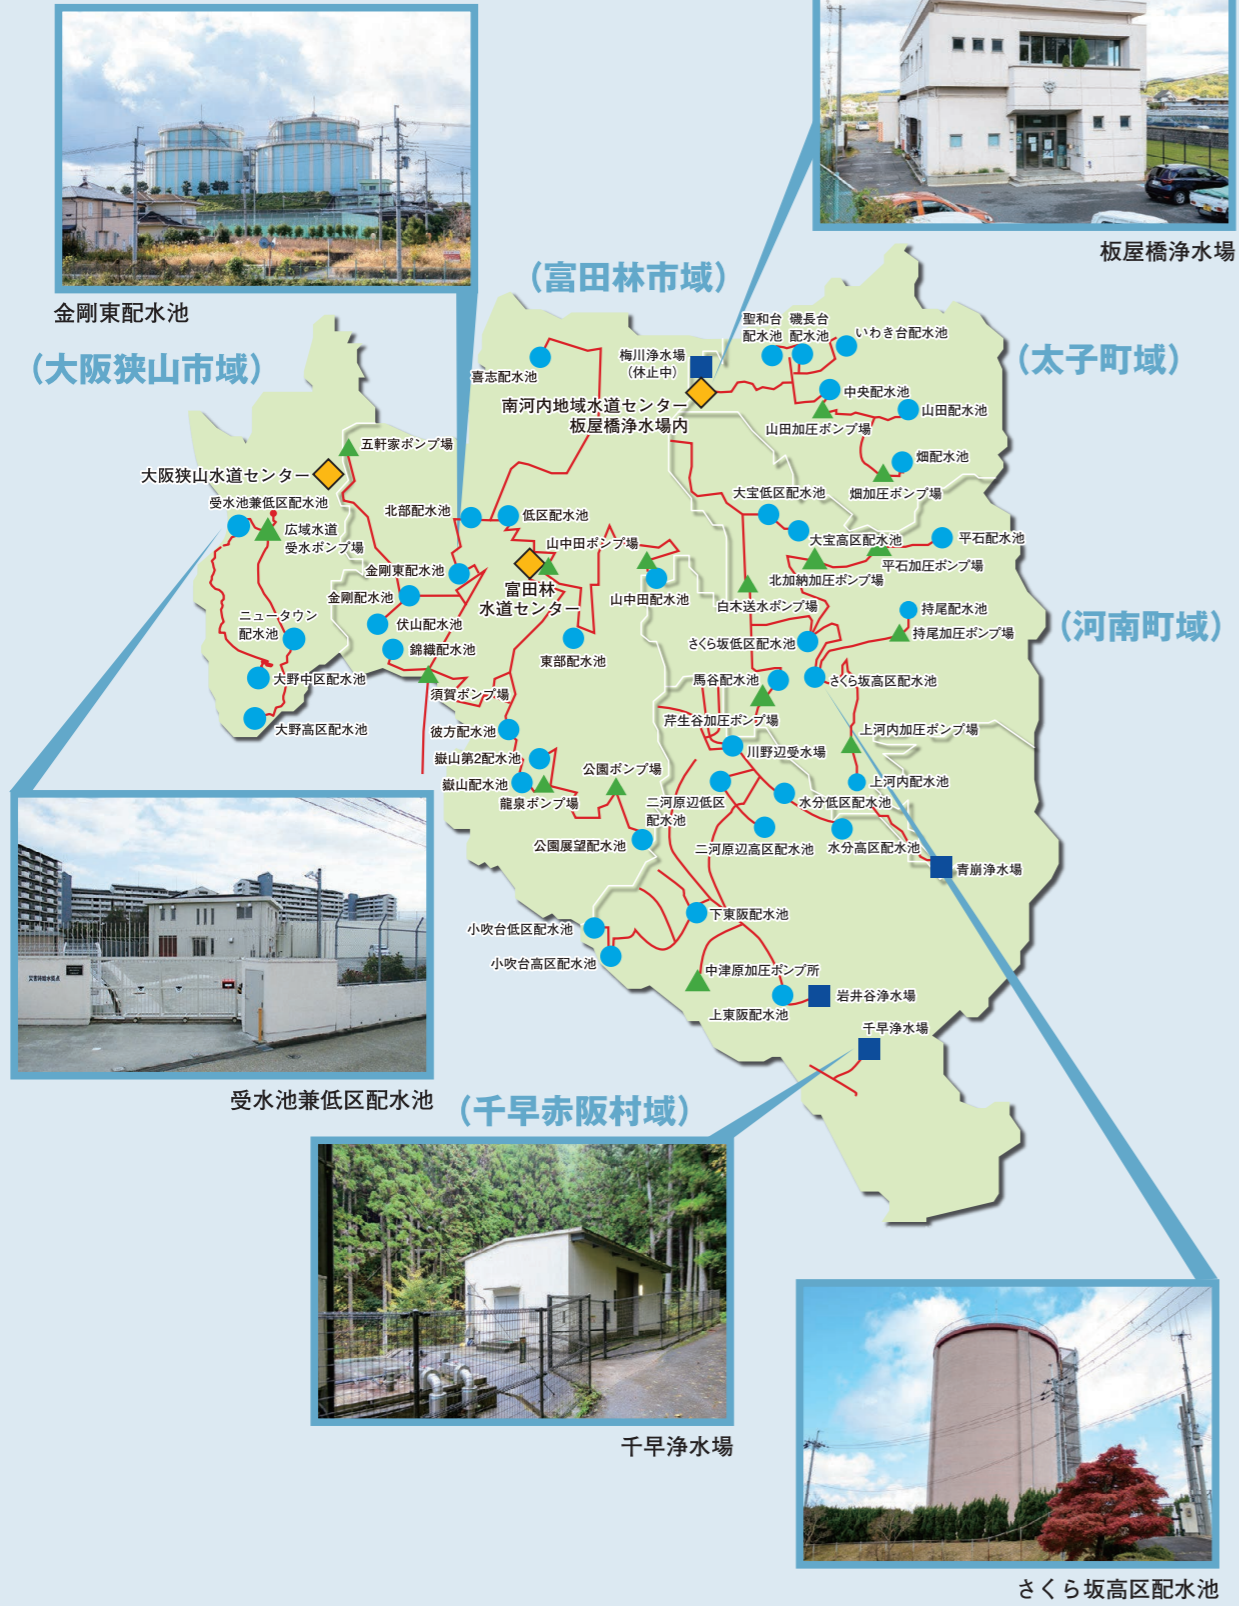 板屋橋浄水場
金剛東配水池
（富田林市域）
（大阪狭山市域）
（太子町域）
聖和台
配水池
磯長台
配水池
いわき台配水池
喜志配水池
梅川浄水場
（休止中）
南河内地域水道センター
板屋橋浄水場内
中央配水池
山田配水池
山田加圧ポンプ場
五軒家ポンプ場
畑配水池
大阪狭山水道センター
畑加圧ポンプ場
受水池兼低区配水池
大宝低区配水池
北部配水池
低区配水池
広域水道
受水ポンプ場
山中田ポンプ場
大宝高区配水池
平石配水池
平石加圧ポンプ場
金剛東配水池
北加納加圧ポンプ場
富田林
水道センター
山中田配水池
金剛配水池
白木送水ポンプ場
持尾配水池
ニュータウン
配水池
伏山配水池
（河南町域）
持尾加圧ポンプ場
錦織配水池
東部配水池
さくら坂低区配水池
大野中区配水池
馬谷配水池
さくら坂高区配水池
須賀ポンプ場
芹生谷加圧ポンプ場
大野高区配水池
彼方配水池
上河内加圧ポンプ場
川野辺受水場
嶽山第2配水池
公園ポンプ場
嶽山配水池
上河内配水池
龍泉ポンプ場
二河原辺低区
配水池
水分低区配水池
公園展望配水池
二河原辺高区配水池
水分高区配水池
青崩浄水場
下東阪配水池
小吹台低区配水池
小吹台高区配水池
中津原加圧ポンプ所
岩井谷浄水場
上東阪配水池
千早浄水場
災害時給水拠点
受水池兼低区配水池
（千早赤阪村域）
千早浄水場
さくら坂高区配水池